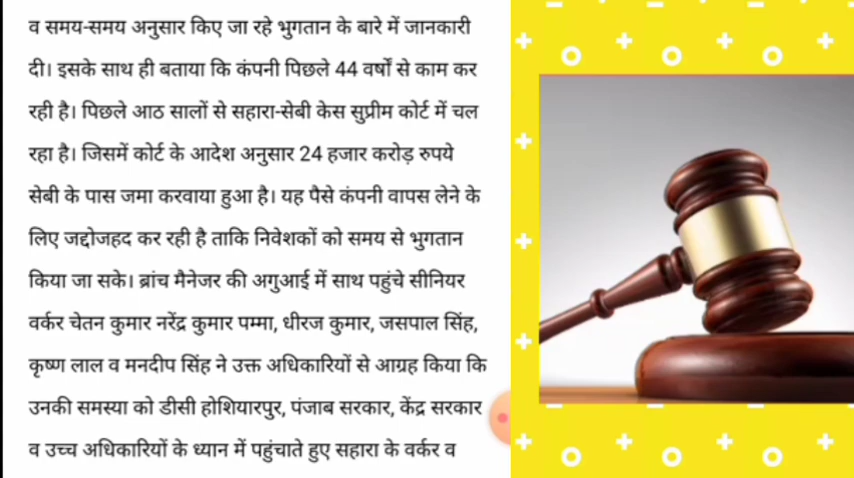 व समय-समय अनुसार किए जा रहे भुगतान के बारे में जानकारी
दी। इसके साथ ही बताया कि कंपनी पिछले 44 वर्षों से काम कर
रही है। पिछले आठ सालों से सहारा-सेबी केस सुप्रीम कोर्ट में चल
रहा है। जिसमें कोर्ट के आदेश अनुसार 24 हजार करोड़ रुपये
सेबी के पास जमा करवाया हुआ है। यह पैसे कंपनी वापस लेने के
लिए जद्दोजहद कर रही है ताकि निवेशकों को समय से भुगतान
किया जा सके। ब्रांच मैनेजर की अगुआई में साथ पहुंचे सीनियर
वर्कर चेतन कुमार नरेंद्र कुमार पम्मा, धीरज कुमार, जसपाल सिंह,
कृष्ण लाल व मनदीप सिंह ने उक्त अधिकारियों से आग्रह किया कि
उनकी समस्या को डीसी होशियारपुर, पंजाब सरकार, केंद्र सरकार
व उच्च अधिकारियों के ध्यान में पहुंचाते हुए सहारा के वर्कर व